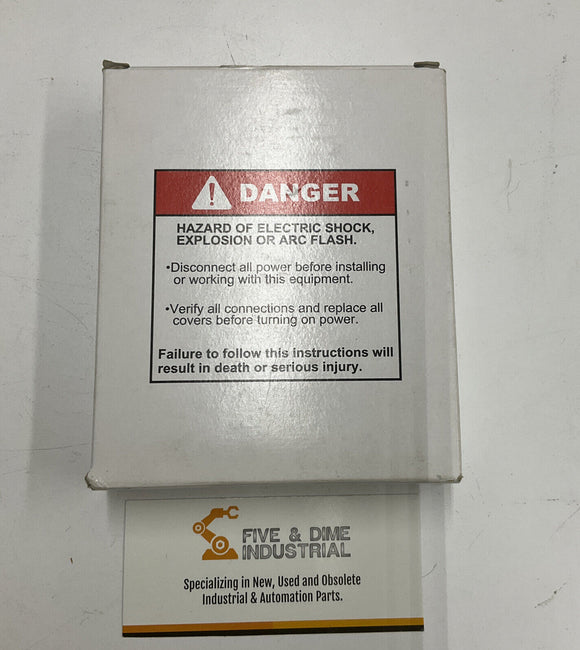 DANGER
HAZARD OF ELECTRIC SHOCK,
EXPLOSION OR ARC FLASH.
•Disconnect all power before installing
or working with this equipment.
•Verify all connections and replace all
covers before turning on power.
Failure to follow this instructions will
result in death or serious injury.
FIVE & DIME
INDUSTRIAL
Specializing in New, Used and Obsolete
Industrial & Automation Parts.